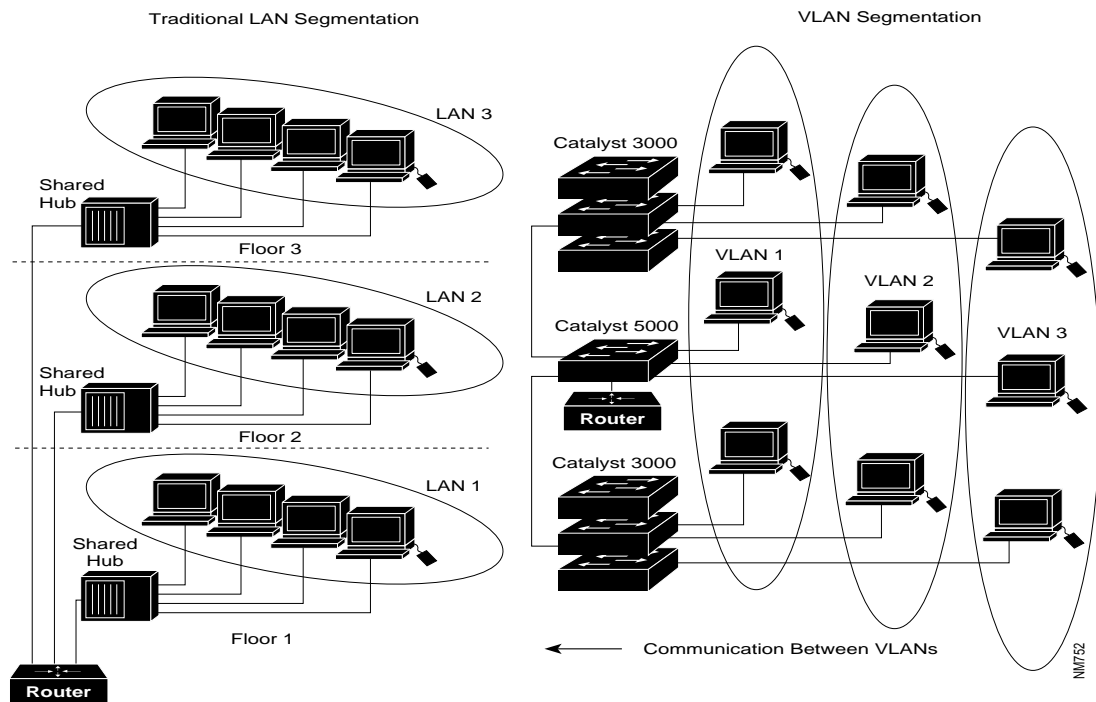 Traditional LAN Segmentation
VLAN Segmentation
LAN 3
Shared
Hub
Floor 3
LAN 2
Shared
Hub
Floor 2
LAN 1
Shared
Hub
Floor 1
Router
Catalyst 3000
VLAN 1
VLAN 2
Catalyst 5000
VLAN 3
Router
Catalyst 3000
Communication Between VLANs
NM752